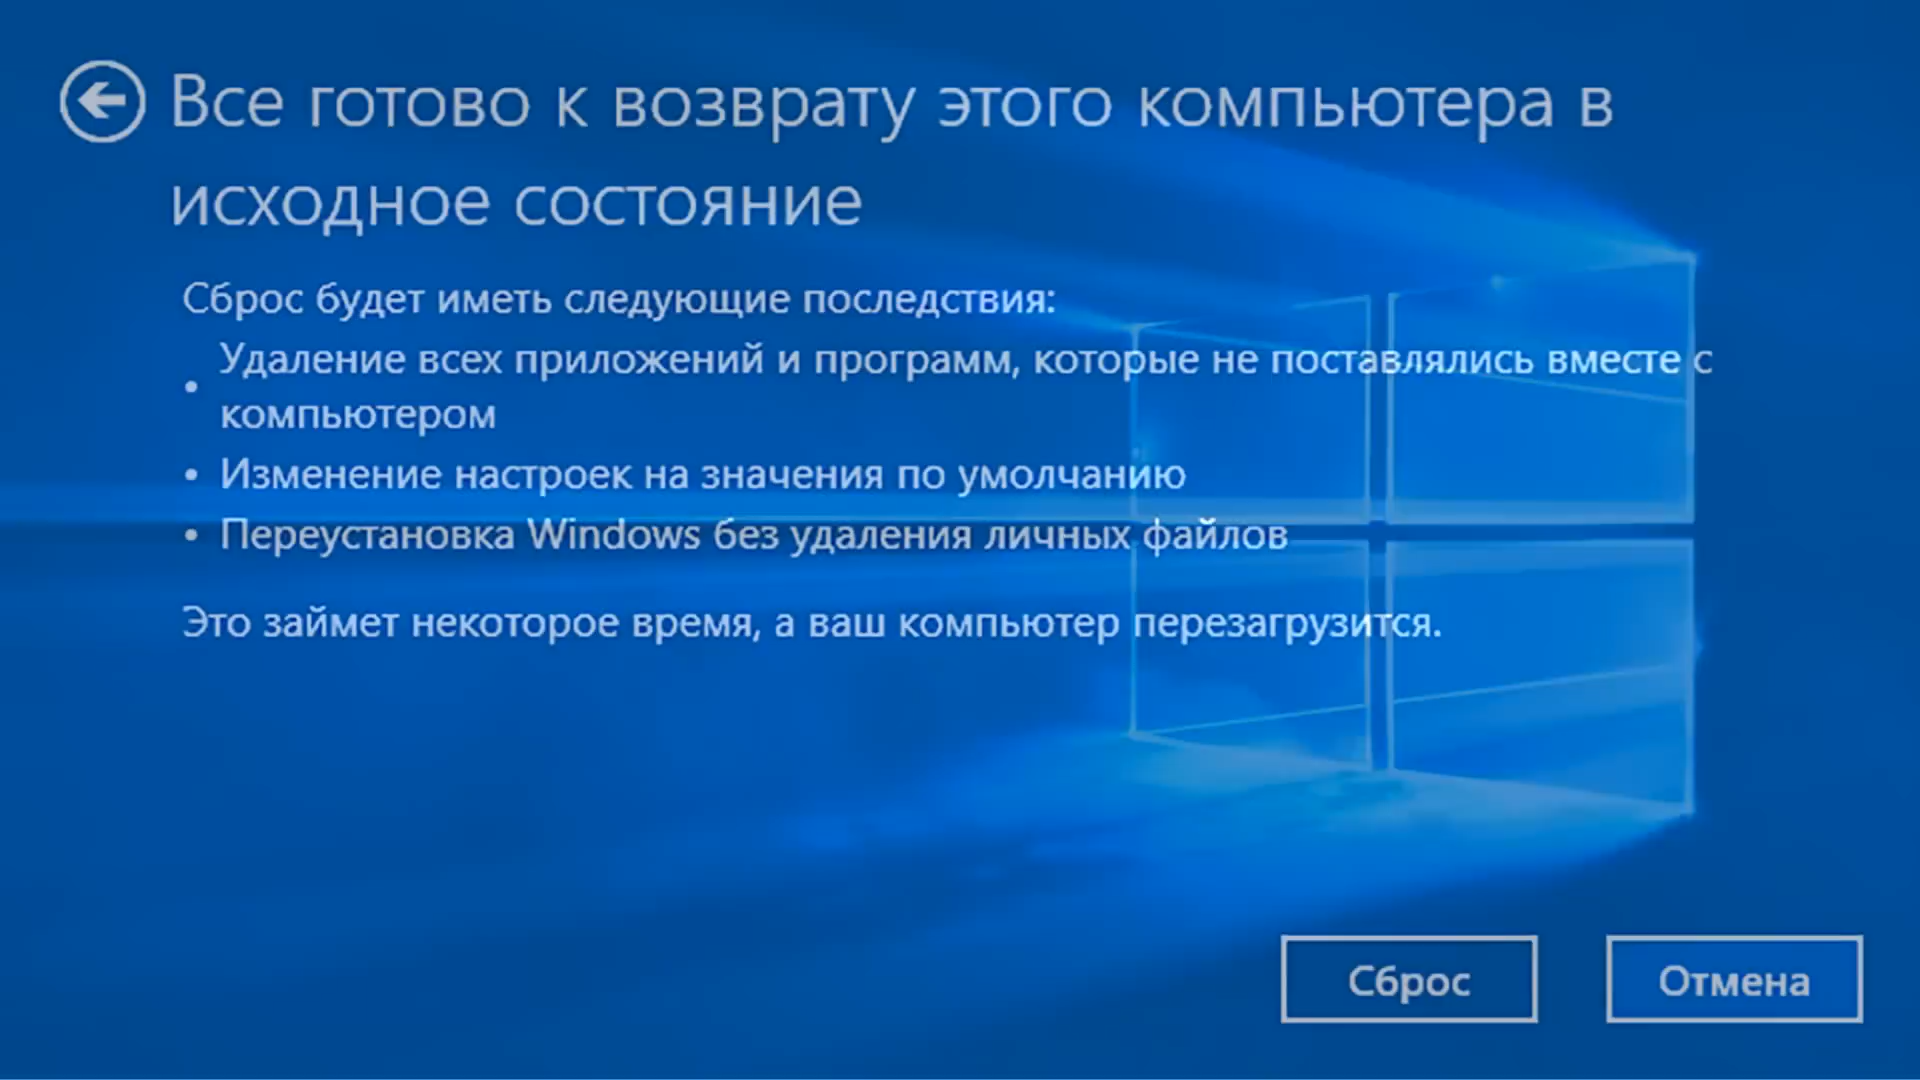 Все готово к возврату этого компьютера в
исходное состояние
Сброс будет иметь следующие последствия:
Удаление всех приложений и программ, которые не поставлялись вместе с
• компьютером
• Изменение настроек на значения по умолчанию
• Переустановка Windows без удаления личных файлов
Это займет некоторое время, а ваш компьютер перезагрузится.
Сброс
Отмена